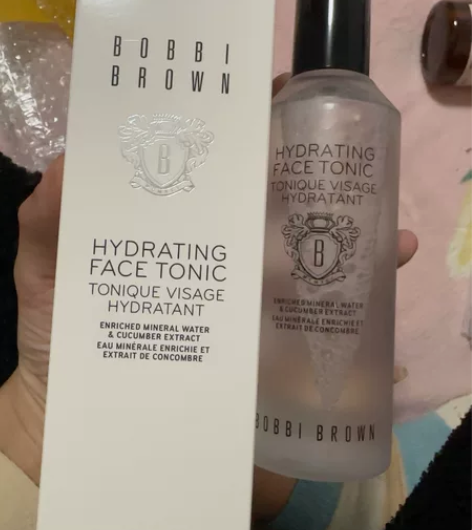 BOBBI
BROWN
B
HYDRATING
FACE TONIC
TONIQUE VISAGE
HYDRATANT
ENRICHED MINERAL WATER
& CUCUMBER EXTRACT
EAU MINÉRALE ENRICHIE ET
EXTRAIT DE CONCOMBRE
HYDRATING
FACE TONIC
TONIQUE VISAGE
HYDRATANT
B
ENRICHED MINERAL WATER
& CUCUMBER EXTRACT
EAU MINÉRALE ENRICHIE ET
EXTRAIT DE CONCOMBRE
BOBBI BROWN